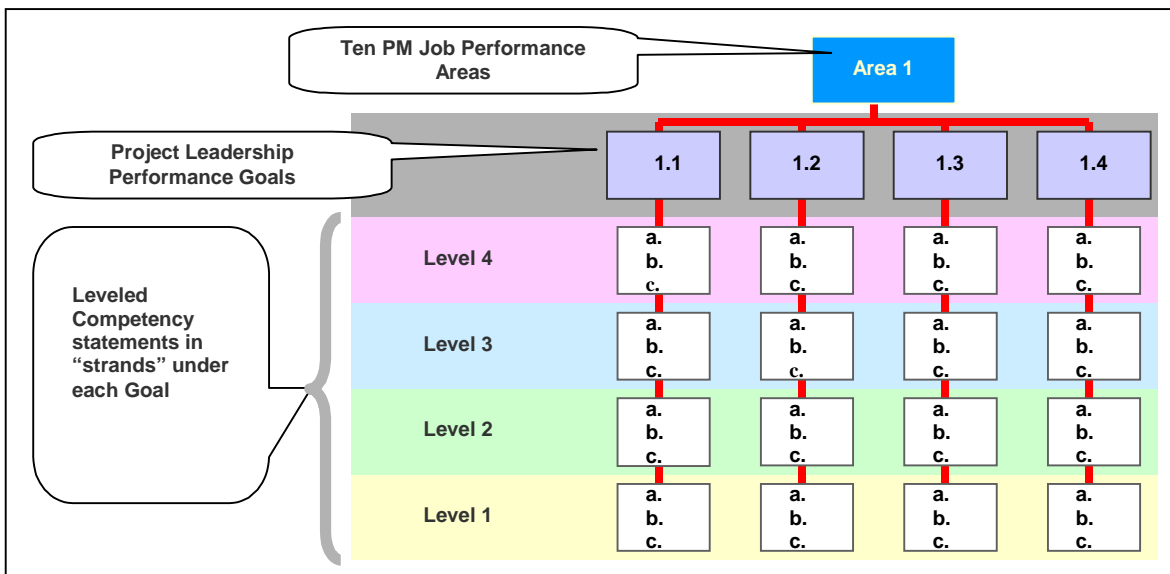 Ten PM Job Performance
Areas
Area 1
Project Leadership
Performance Goals
1.1
1.2
1.3
1.4
Leveled
Competency
statements in
“strands” under
each Goal
Level 4
a.
b.
c.
a.
b.
c.
a.
b.
c.
a.
b.
c.
Level 3
a.
b.
c.
a.
b.
c.
a.
b.
c.
a.
b.
c.
Level 2
a.
b.
c.
a.
b.
c.
a.
b.
c.
a.
b.
c.
Level 1
a.
b.
c.
a.
b.
c.
a.
b.
c.
a.
b.
c.